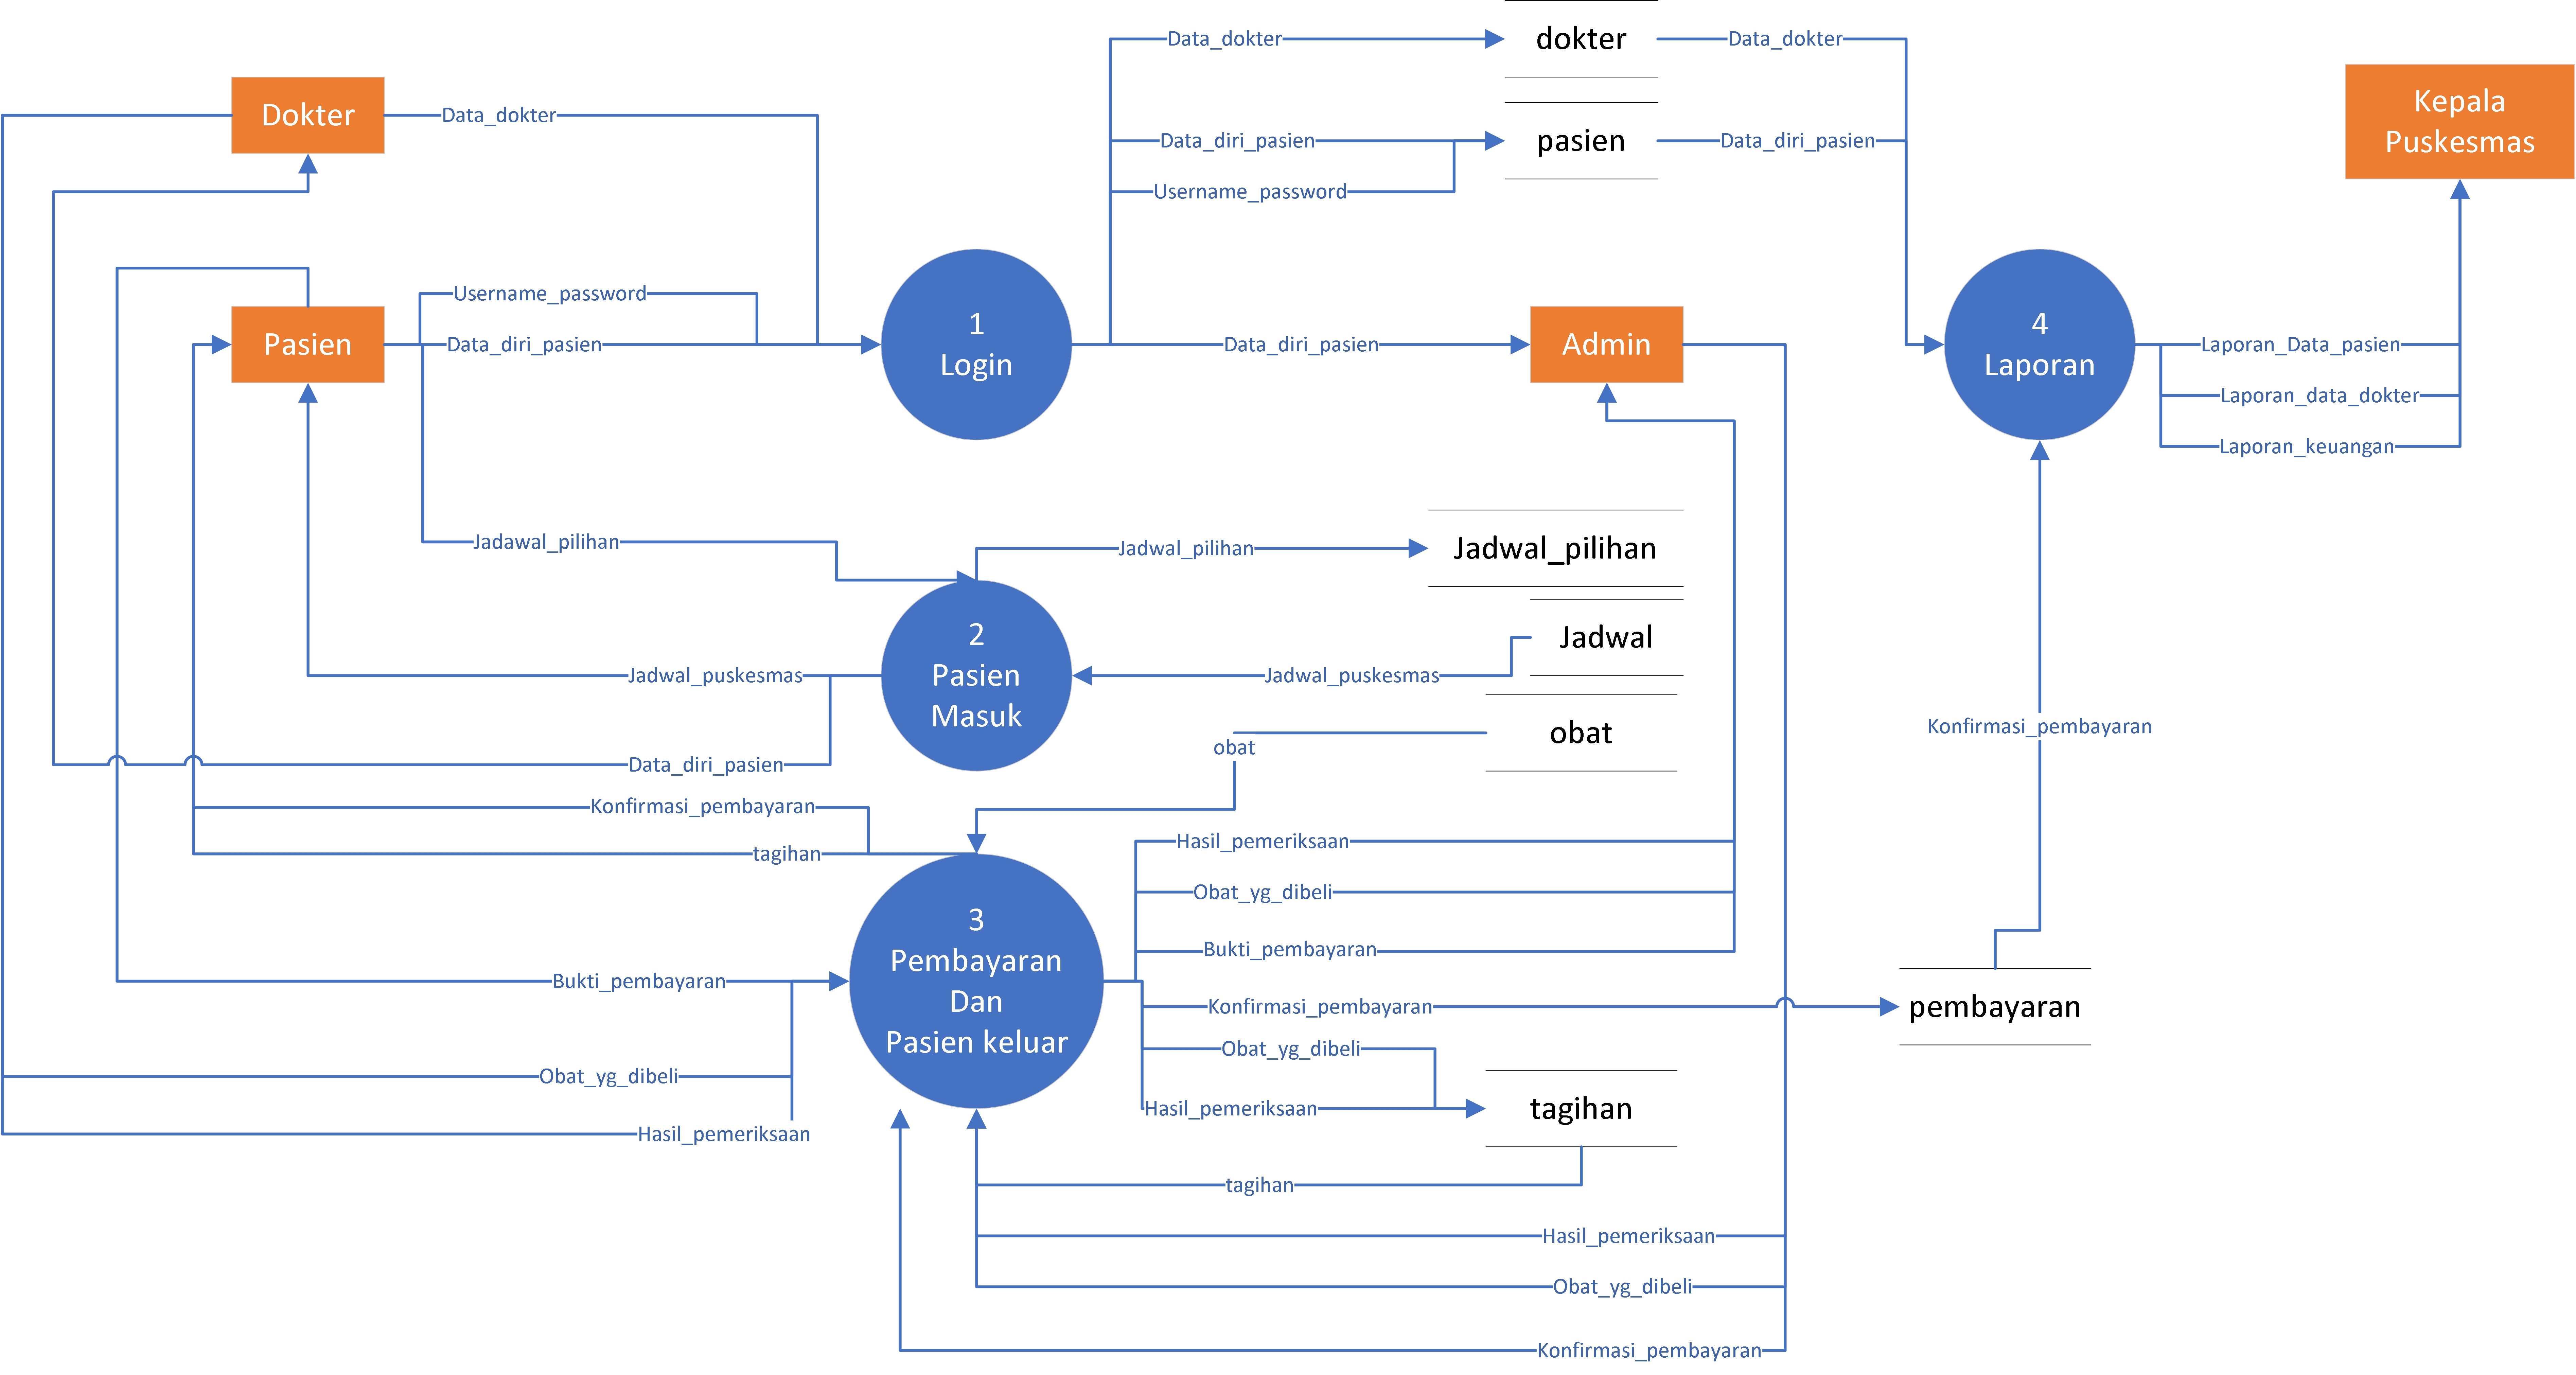 Data_dokter
dokter
Data_dokter
Kepala
Puskesmas
Dokter
Data_dokter
Data_diri_pasien
pasien
Data_diri_pasien
Username_password
Username_password
Pasien
Data_diri_pasien
1
Login
Data_diri_pasien
Admin
4
Laporan
Laporan_Data_pasien
Laporan_data_dokter
Laporan_keuangan
Jadawal_pilihan
Jadwal_pilihan
Jadwal_pilihan
2
Pasien
Masuk
Jadwal
Jadwal_puskesmas
Jadwal_puskesmas
obat
obat
Konfirmasi_pembayaran
Data_diri_pasien
Konfirmasi_pembayaran
tagihan
Hasil_pemeriksaan
Obat_yg_dibeli
Bukti_pembayaran
3
Pembayaran
Dan
Pasien keluar
Bukti_pembayaran
Konfirmasi_pembayaran
pembayaran
Obat_yg_dibeli
Obat_yg_dibeli
Hasil_pemeriksaan
tagihan
Hasil_pemeriksaan
tagihan
Hasil_pemeriksaan
Obat_yg_dibeli
Konfirmasi_pembayaran